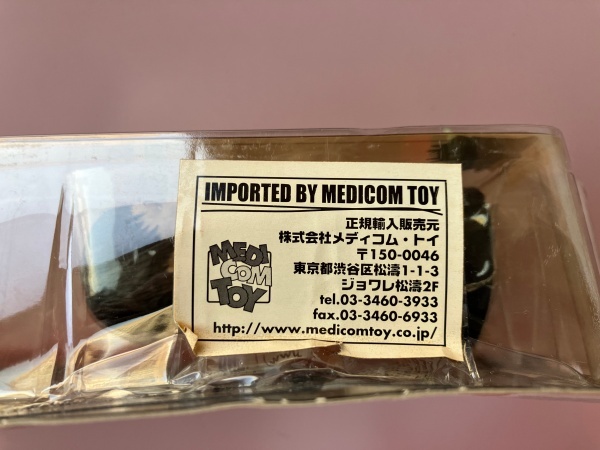 IMPORTED BY MEDICOM TOY
正規輸入販売元
株式会社メディコム・トイ
〒150-0046
東京都渋谷区松濤1-1-3
ジョワレ松濤2F
tel.03-3460-3933
fax.03-3460-6933
http://www.medicomtoy.co.jp/
MEDI
COM
TOY